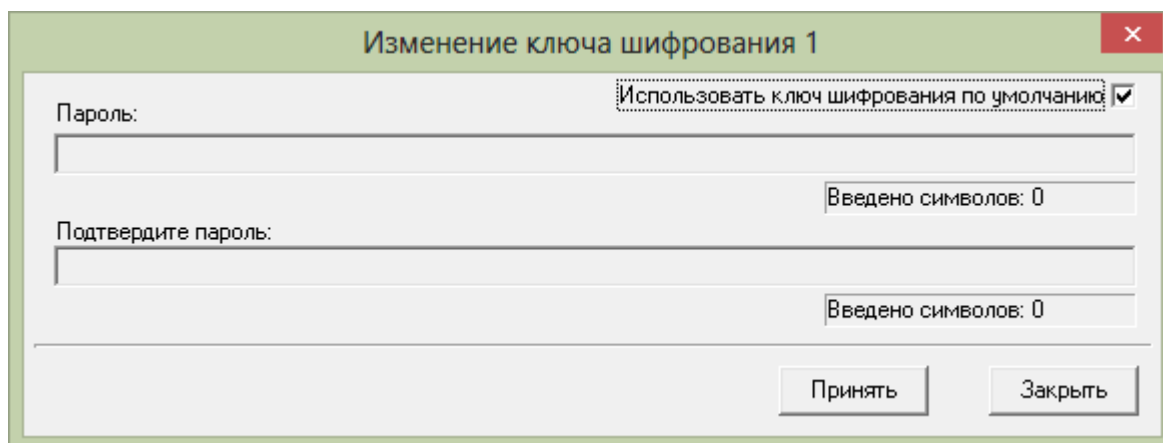 Изменение ключа шифрования 1
Использовать ключ шифрования по умолчанию
Пароль:
Введено символов: 0
Подтвердите пароль:
Введено символов: 0
Принять Закрыть